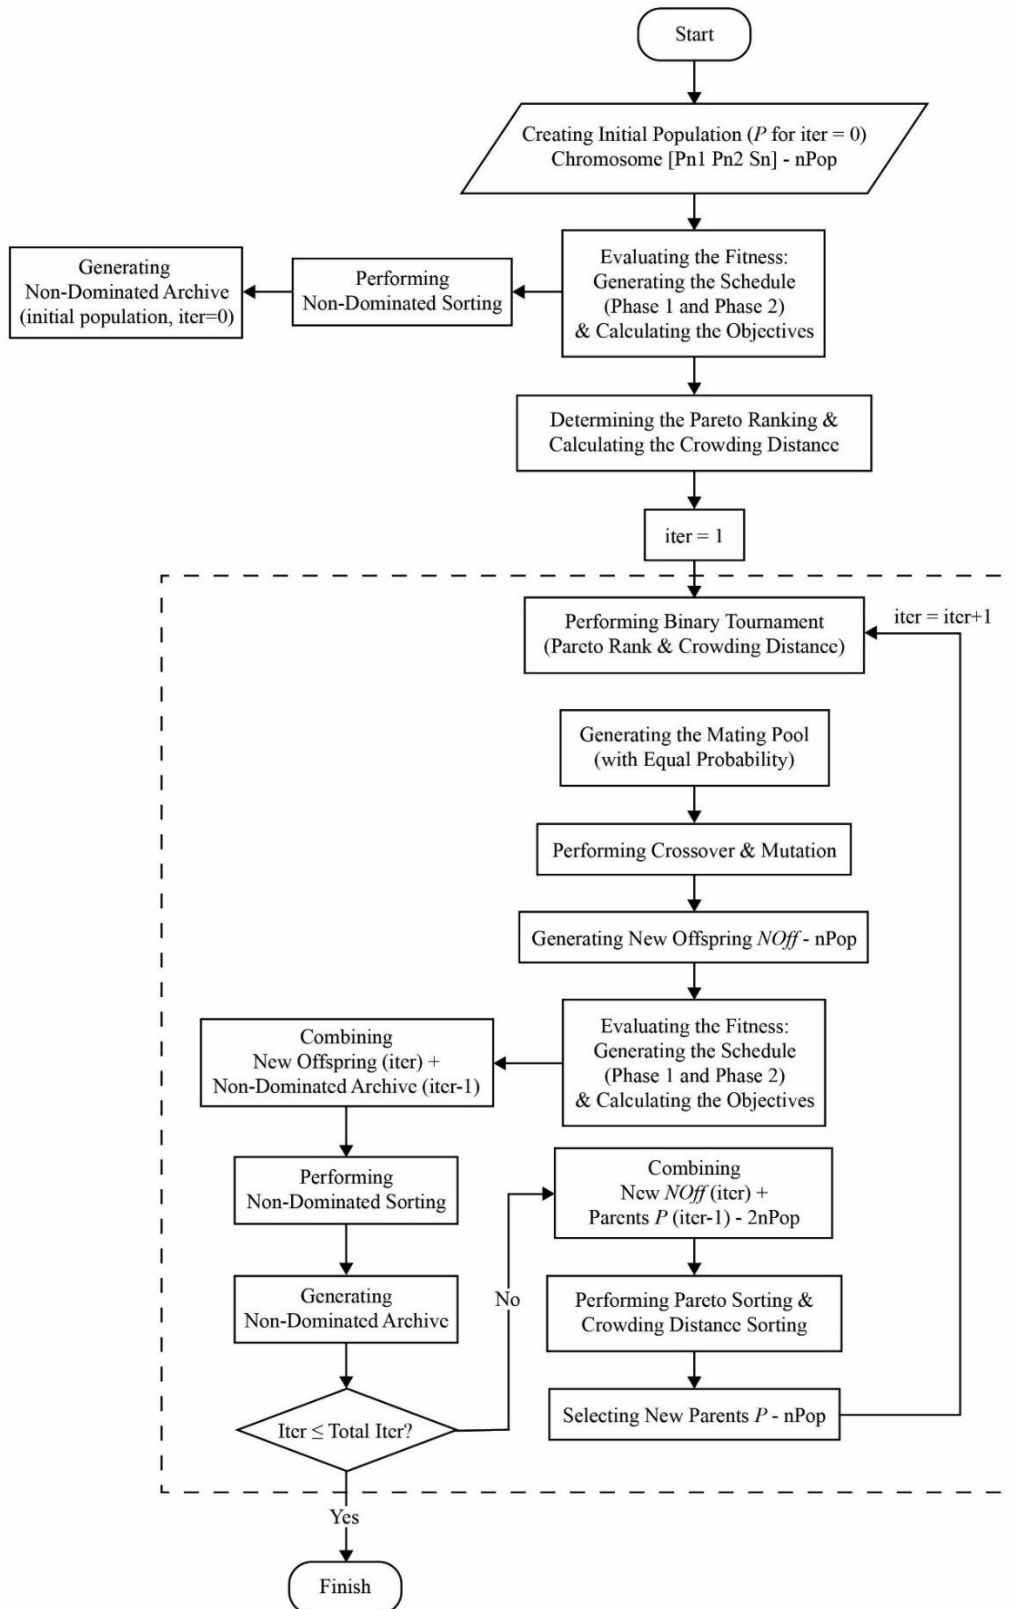 Start
Creating Initial Population (P for iter = 0)
Chromosome [Pn1 Pn2 Sn] - nPop
Evaluating the Fitness:
Generating the Schedule
(Phase 1 and Phase 2)
& Calculating the Objectives
Performing
Non-Dominated Sorting
Generating
Non-Dominated Archive
(initial population, iter=0)
Determining the Pareto Ranking &
Calculating the Crowding Distance
iter = 1
Performing Binary Tournament
(Pareto Rank & Crowding Distance)
iter = iter+1
Generating the Mating Pool
(with Equal Probability)
Performing Crossover & Mutation
Generating New Offspring NOff - nPop
Evaluating the Fitness:
Generating the Schedule
(Phase 1 and Phase 2)
& Calculating the Objectives
Combining
New Offspring (iter) +
Non-Dominated Archive (iter-1)
Performing
Non-Dominated Sorting
Generating
Non-Dominated Archive
Iter ≤ Total Iter?
No
Combining
New NOff (iter) +
Parents P (iter-1) - 2nPop
Performing Pareto Sorting &
Crowding Distance Sorting
Selecting New Parents P - nPop
Yes
Finish